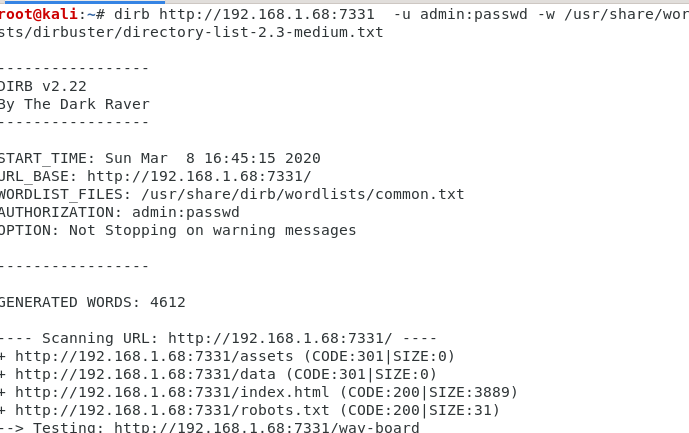 root@kali:~# dirb http://192.168.1.68:7331  -u admin:passwd -w /usr/share/wor
sts/dirbuster/directory-list-2.3-medium.txt
-----------------
DIRB v2.22
By The Dark Raver
-----------------
START_TIME: Sun Mar  8 16:45:15 2020
URL_BASE: http://192.168.1.68:7331/
WORDLIST_FILES: /usr/share/dirb/wordlists/common.txt
AUTHORIZATION: admin:passwd
OPTION: Not Stopping on warning messages
-----------------
GENERATED WORDS: 4612
---- Scanning URL: http://192.168.1.68:7331/ ----
+ http://192.168.1.68:7331/assets (CODE:301|SIZE:0)
+ http://192.168.1.68:7331/data (CODE:301|SIZE:0)
+ http://192.168.1.68:7331/index.html (CODE:200|SIZE:3889)
+ http://192.168.1.68:7331/robots.txt (CODE:200|SIZE:31)
--> Testing: http://192.168.1.68:7331/wav-board